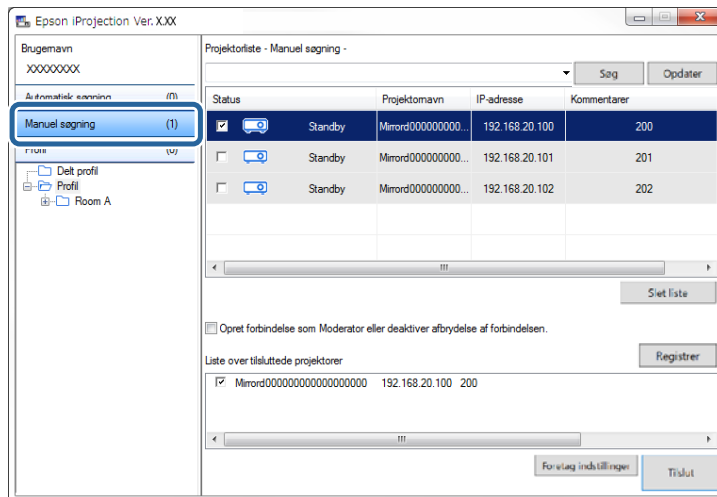 Epson iProjection Ver. X.XX
Brugernavn
XXXXXXXX
Automatisk søgning (0)
Manuel søgning (1)
Profil (0)
Delt profil
Profil
Room A
Projektorliste - Manuel søgning -
Søg Opdater
Status Projektornavn IP-adresse Kommentarer
Standby Mirrord000000000... 192.168.20.100 200
Standby Mirrord000000000... 192.168.20.101 201
Standby Mirrord000000000... 192.168.20.102 202
Slet liste
Opret forbindelse som Moderator eller deaktiver afbrydelse af forbindelsen.
Liste over tilsluttede projektorer
Registrer
Mirrord000000000000000000 192.168.20.100 200
Foretag indstillinger
Tilslut